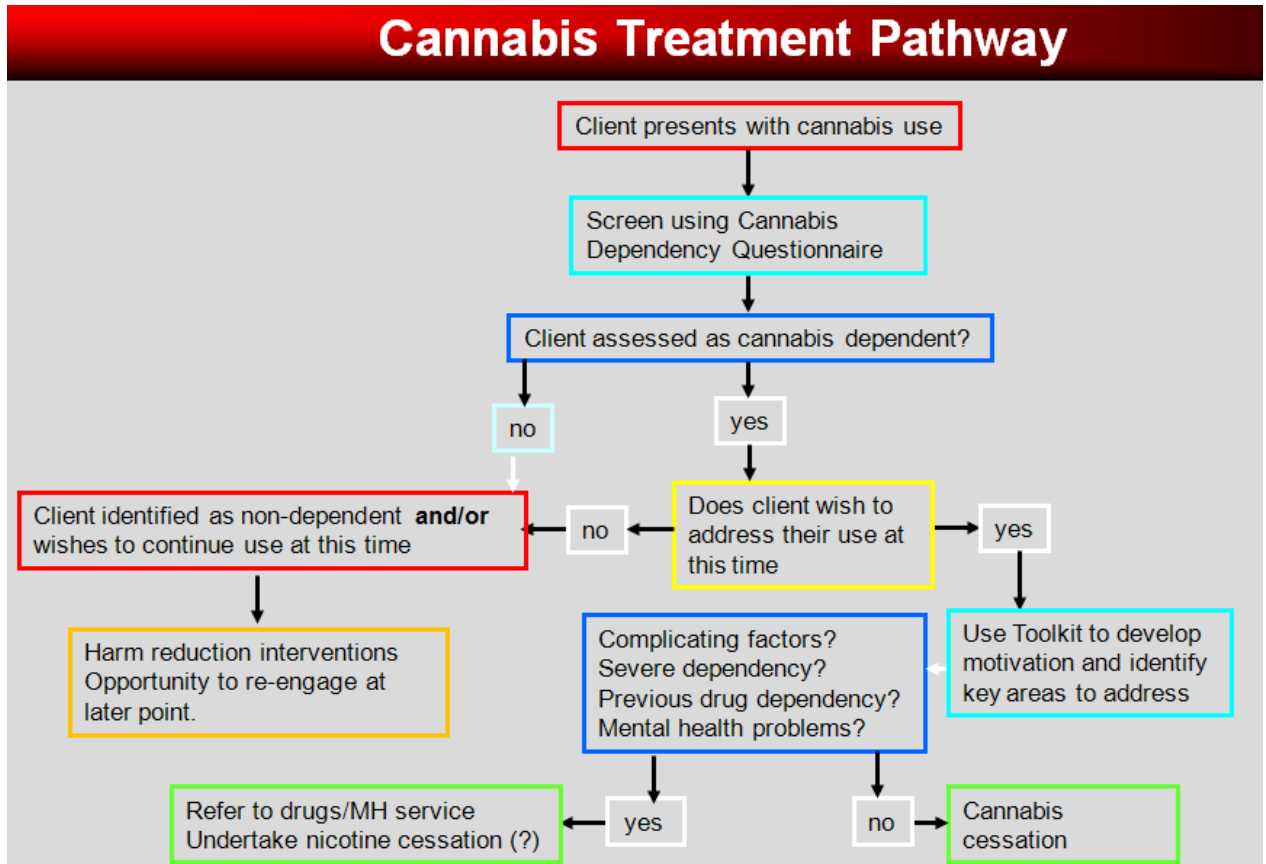 Cannabis Treatment Pathway
Client presents with cannabis use
Screen using Cannabis
Dependency Questionnaire
Client assessed as cannabis dependent?
no
yes
Client identified as non-dependent and/or
wishes to continue use at this time
no
Does client wish to
address their use at
this time
yes
Harm reduction interventions
Opportunity to re-engage at
later point.
Complicating factors?
Severe dependency?
Previous drug dependency?
Mental health problems?
Use Toolkit to develop
motivation and identify
key areas to address
Refer to drugs/MH service
Undertake nicotine cessation (?)
yes
no
Cannabis
cessation